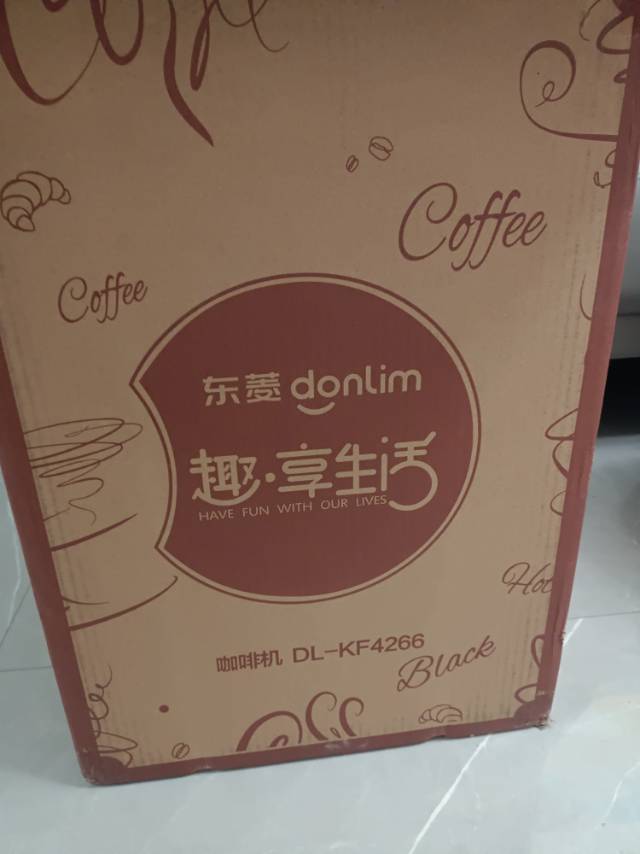 Coffee
Coffee
东菱 donlim
趣·享生活
HAVE FUN WITH OUR LIVES
咖啡机 DL-KF4266
Black